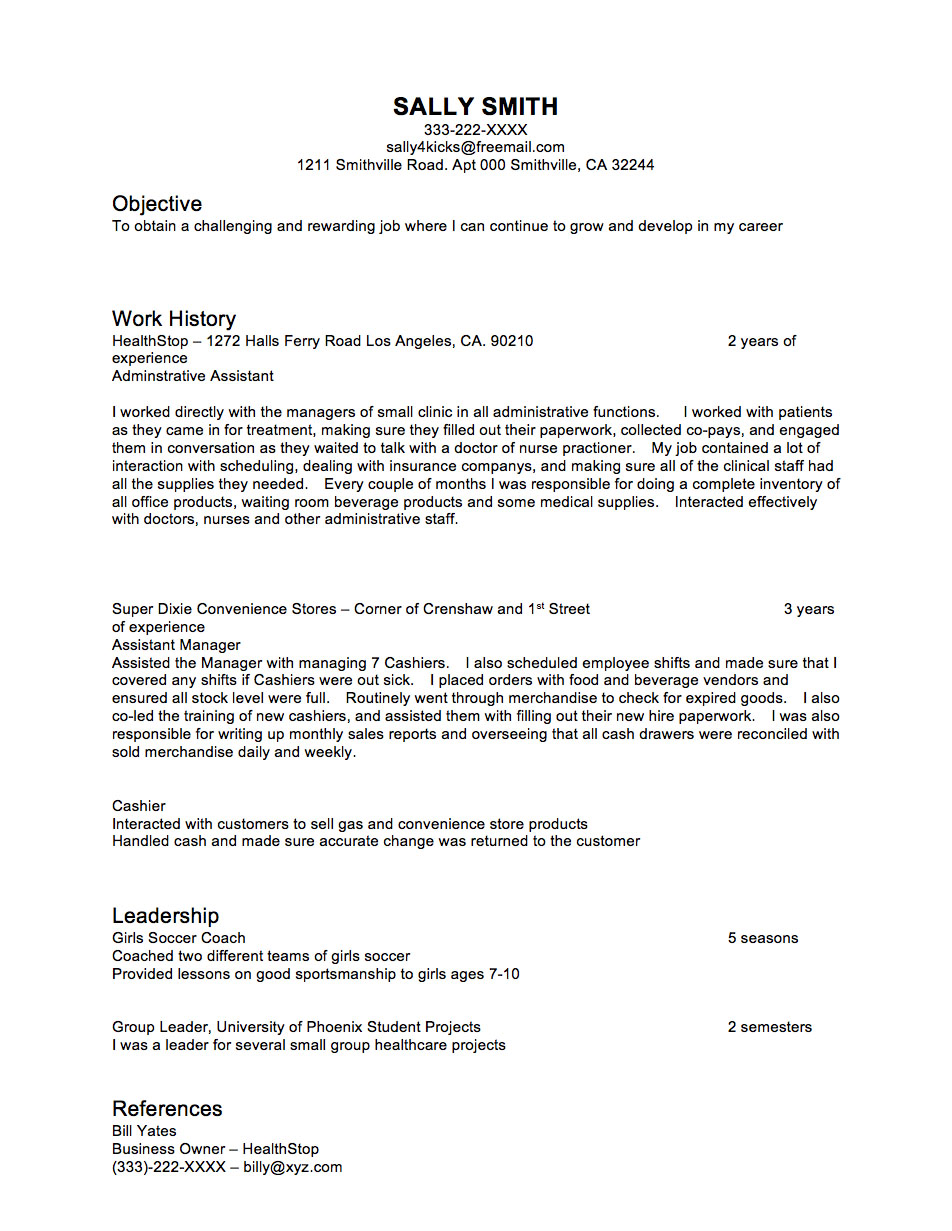 SALLY SMITH
333-222-XXXX
sally4kicks@freemail.com
1211 Smithville Road. Apt 000 Smithville, CA 32244
Objective
To obtain a challenging and rewarding job where I can continue to grow and develop in my career
Work History
HealthStop – 1272 Halls Ferry Road Los Angeles, CA. 90210 2 years of
experience
Adminstrative Assistant
I worked directly with the managers of small clinic in all administrative functions. I worked with patients
as they came in for treatment, making sure they filled out their paperwork, collected co-pays, and engaged
them in conversation as they waited to talk with a doctor of nurse practioner. My job contained a lot of
interaction with scheduling, dealing with insurance companys, and making sure all of the clinical staff had
all the supplies they needed. Every couple of months I was responsible for doing a complete inventory of
all office products, waiting room beverage products and some medical supplies. Interacted effectively
with doctors, nurses and other administrative staff.
Super Dixie Convenience Stores – Corner of Crenshaw and 1st Street 3 years
of experience
Assistant Manager
Assisted the Manager with managing 7 Cashiers. I also scheduled employee shifts and made sure that I
covered any shifts if Cashiers were out sick. I placed orders with food and beverage vendors and
ensured all stock level were full. Routinely went through merchandise to check for expired goods. I also
co-led the training of new cashiers, and assisted them with filling out their new hire paperwork. I was also
responsible for writing up monthly sales reports and overseeing that all cash drawers were reconciled with
sold merchandise daily and weekly.
Cashier
Interacted with customers to sell gas and convenience store products
Handled cash and made sure accurate change was returned to the customer
Leadership
Girls Soccer Coach 5 seasons
Coached two different teams of girls soccer
Provided lessons on good sportsmanship to girls ages 7-10
Group Leader, University of Phoenix Student Projects 2 semesters
I was a leader for several small group healthcare projects
References
Bill Yates
Business Owner – HealthStop
(333)-222-XXXX – billy@xyz.com